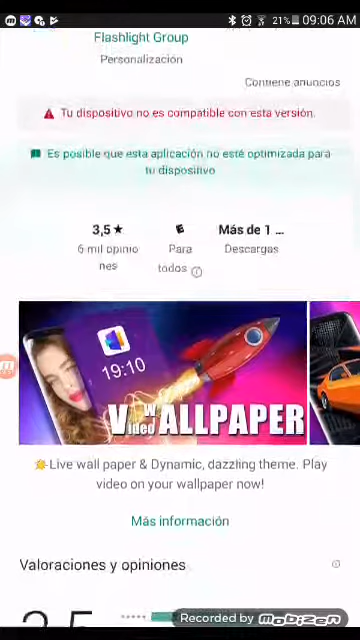 21% 09:06 AM
Flashlight Group
Personalización
Contiene anuncios
Tu dispositivo no es compatible con esta versión.
Es posible que esta aplicación no esté optimizada para
tu dispositivo
3,5★ E Más de 1 ...
6 mil opinio Para Descargas
nes todos
19:10
Video WALLPAPER
Live wall paper & Dynamic, dazzling theme. Play
video on your wallpaper now!
Más información
Valoraciones y opiniones
3,5
Recorded by mobizen